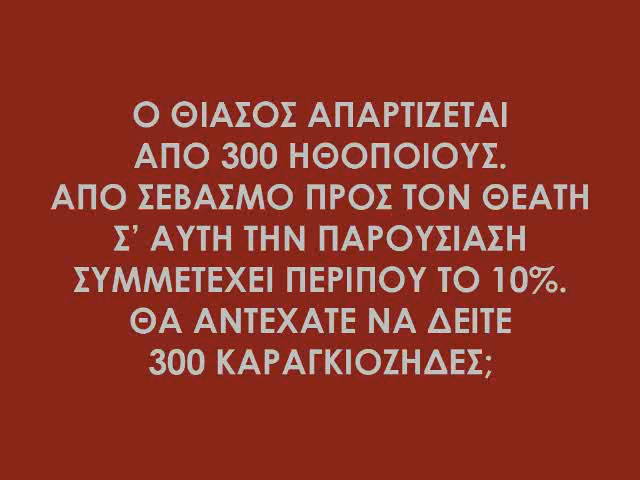 Ο ΘΙΑΣΟΣ ΑΠΑΡΤΙΖΕΤΑΙ
ΑΠΟ 300 ΗΘΟΠΟΙΟΥΣ.
ΑΠΟ ΣΕΒΑΣΜΟ ΠΡΟΣ ΤΟΝ ΘΕΑΤΗ
Σ’ ΑΥΤΗ ΤΗΝ ΠΑΡΟΥΣΙΑΣΗ
ΣΥΜΜΕΤΕΧΕΙ ΠΕΡΙΠΟΥ ΤΟ 10%.
ΘΑ ΑΝΤΕΧΑΤΕ ΝΑ ΔΕΙΤΕ
300 ΚΑΡΑΓΚΙΟΖΗΔΕΣ;